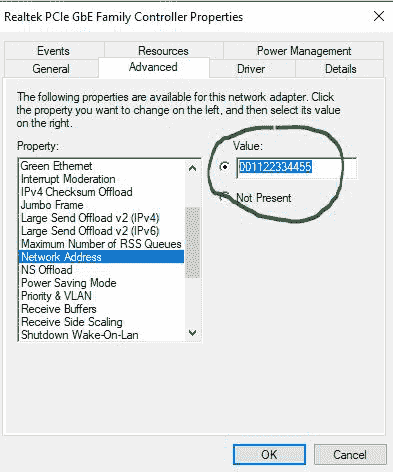 Realtek PCIe GbE Family Controller Properties
Events
Resources
Power Management
General
Advanced
Driver
Details
The following properties are available for this network adapter. Click
the property you want to change on the left, and then select its value
on the right.
Property:
Value:
Green Ethernet
Interrupt Moderation
IPv4 Checksum Offload
Jumbo Frame
Large Send Offload v2 (IPv4)
Large Send Offload v2 (IPv6)
Maximum Number of RSS Queues
Network Address
NS Offload
Power Saving Mode
Priority & VLAN
Receive Buffers
Receive Side Scaling
Shutdown Wake-On-Lan
DD1122334455
Not Present
OK
Cancel